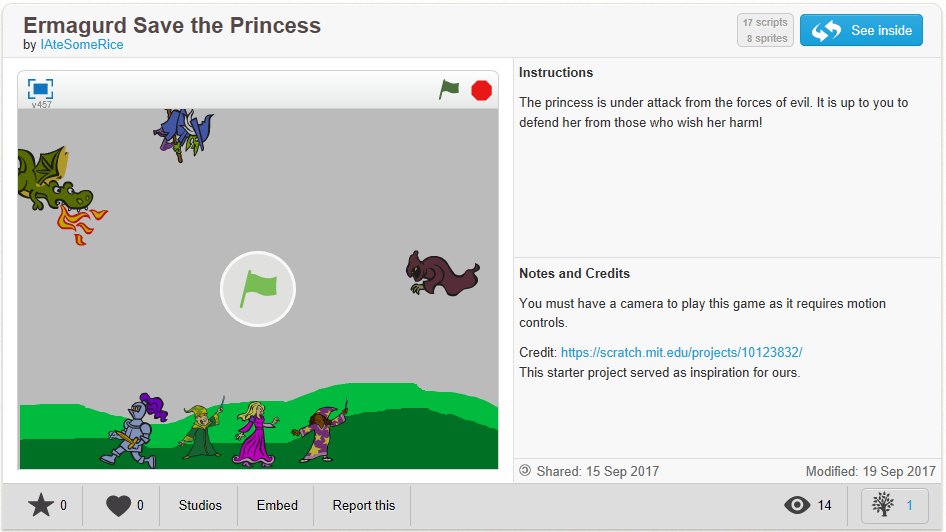 Ermagurd Save the Princess
by IAteSomeRice
17 scripts
8 sprites
See inside
v457
Instructions
The princess is under attack from the forces of evil. It is up to you to
defend her from those who wish her harm!
Notes and Credits
You must have a camera to play this game as it requires motion
controls.
Credit: https://scratch.mit.edu/projects/10123832/
This starter project served as inspiration for ours.
Shared: 15 Sep 2017
Modified: 19 Sep 2017
0
0
Studios
Embed
Report this
14
1